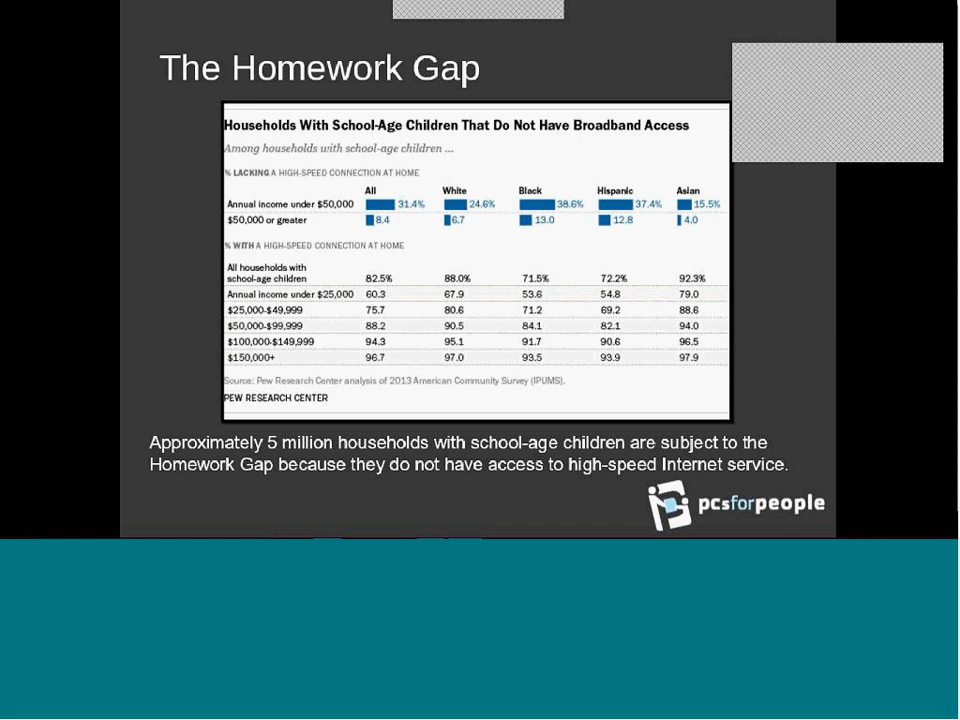 The Homework Gap
Households With School-Age Children That Do Not Have Broadband Access
Among households with school-age children ...
% LACKING A HIGH-SPEED CONNECTION AT HOME
All White Black Hispanic Asian
Annual income under $50,000 31.4% 24.6% 38.6% 37.4% 15.5%
$50,000 or greater 8.4 6.7 13.0 12.8 4.0
% WITH A HIGH-SPEED CONNECTION AT HOME
All households with
school-age children 82.5% 88.0% 71.5% 72.2% 92.3%
Annual income under $25,000 60.3 67.9 53.6 54.8 79.0
$25,000-$49,999 75.7 80.6 71.2 69.2 88.6
$50,000-$99,999 88.2 90.5 84.1 82.1 94.0
$100,000-$149,999 94.3 95.1 91.7 90.6 96.5
$150,000+ 96.7 97.0 93.5 93.9 97.9
Source: Pew Research Center analysis of 2013 American Community Survey (IPUMS).
PEW RESEARCH CENTER
Approximately 5 million households with school-age children are subject to the
Homework Gap because they do not have access to high-speed Internet service.
pcsforpeople